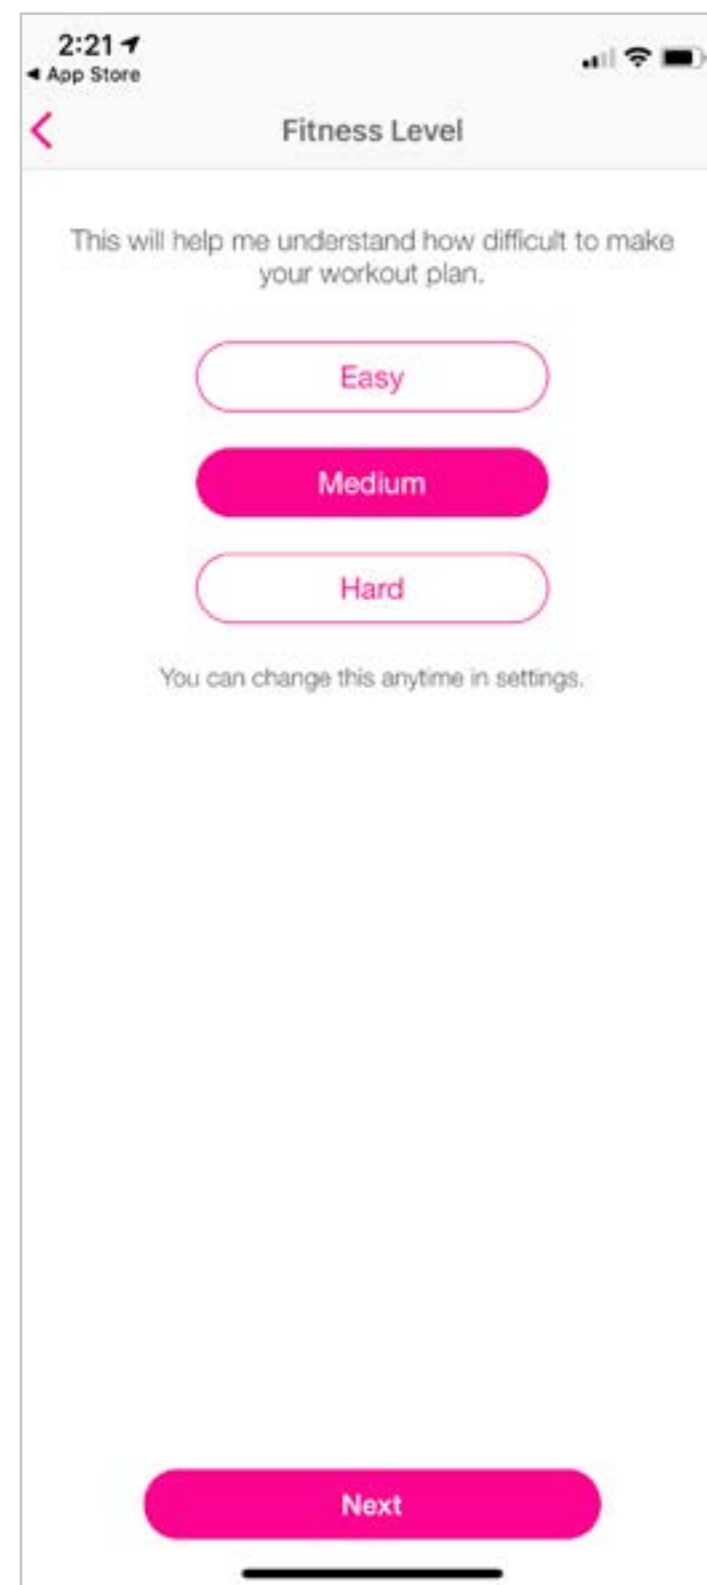 2:21
App Store
Fitness Level
This will help me understand how difficult to make
your workout plan.
Easy
Medium
Hard
You can change this anytime in settings.
Next